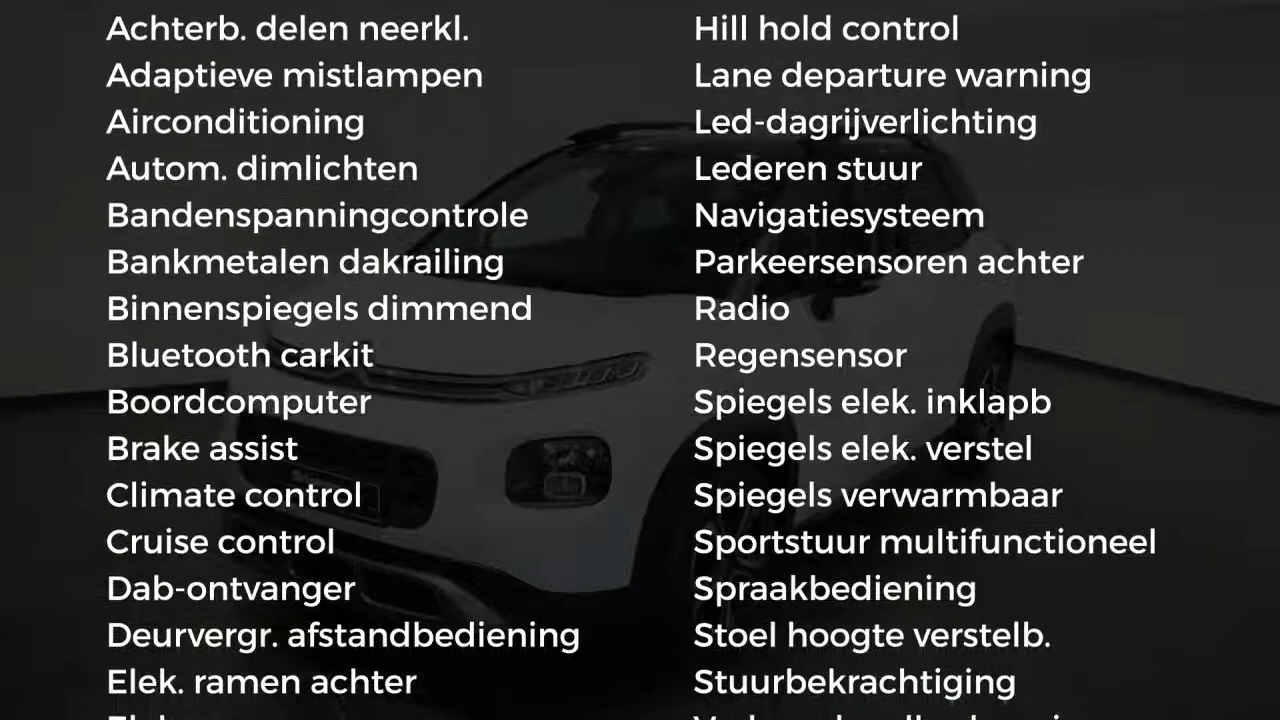 Achterb. delen neerkl.
Adaptieve mistlampen
Airconditioning
Autom. dimlichten
Bandenspanningcontrole
Bankmetalen dakrailing
Binnenspiegels dimmend
Bluetooth carkit
Boordcomputer
Brake assist
Climate control
Cruise control
Dab-ontvanger
Deurvergr. afstandbediening
Elek. ramen achter
Hill hold control
Lane departure warning
Led-dagrijverlichting
Lederen stuur
Navigatiesysteem
Parkeersensoren achter
Radio
Regensensor
Spiegels elek. inklapb
Spiegels elek. verstel
Spiegels verwarmbaar
Sportstuur multifunctioneel
Spraakbediening
Stoel hoogte verstelb.
Stuurbekrachtiging